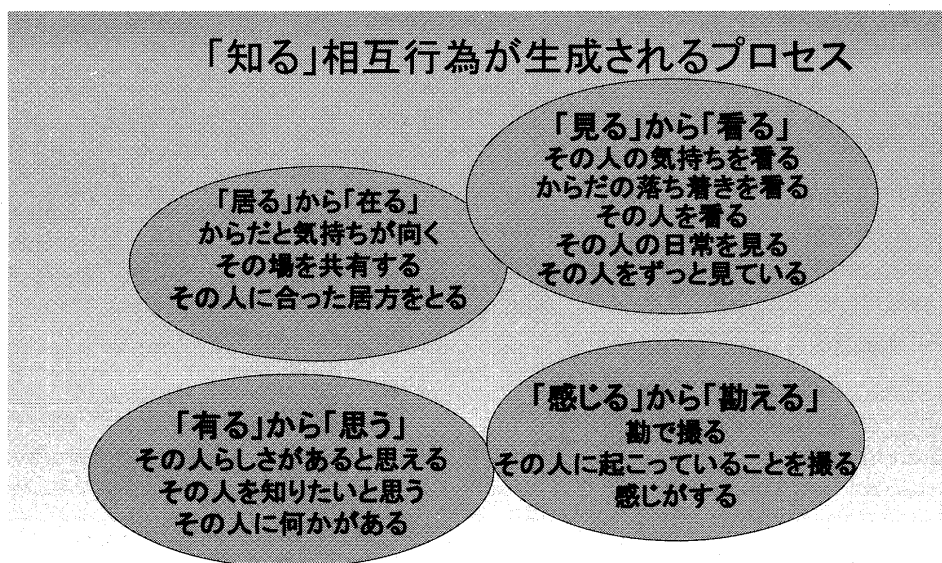 「知る」相互行為が生成されるプロセス
「見る」から「看る」
その人の気持ちを看る
からだの落ち着きを看る
その人を看る
その人の日常を見る
その人をずっと見ている
「居る」から「在る」
からだと気持ちが向く
その場を共有する
その人に合った居方をとる
「有る」から「思う」
その人らしさがあると思える
その人を知りたいと思う
その人に何かがある
「感じる」から「勘える」
勘で撮る
その人に起こっていることを撮る
感じがする